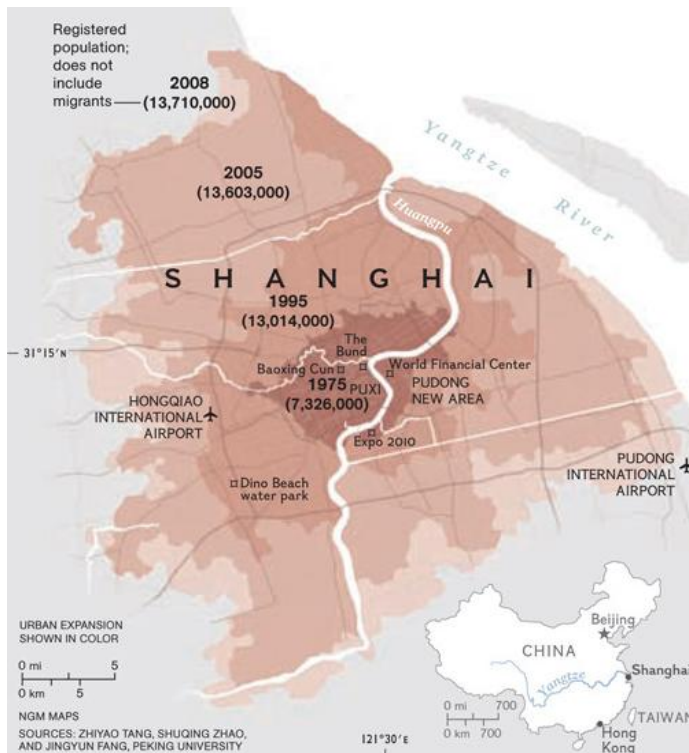 Registered
population;
does not
include
migrants
2008
(13,710,000)
2005
(13,603,000)
Yangtze River
Huangpu
SHANGHAI
1995
(13,014,000)
31°15'N
The
Bund
Baoxing Cun
World Financial Center
1975
(7,326,000)
PUXI
PUDONG
NEW AREA
HONGQIAO
INTERNATIONAL
AIRPORT
Expo 2010
PUDONG
INTERNATIONAL
AIRPORT
Dino Beach
water park
URBAN EXPANSION
SHOWN IN COLOR
0 mi 5
0 km 5
NGM MAPS
SOURCES: ZHIYAO TANG, SHUQING ZHAO,
AND JINGYUN FANG, PEKING UNIVERSITY
121°30'E
Beijing
CHINA
Yangtze
Shanghai
0 mi 700
0 km 700
TAIWAN
Hong
Kong